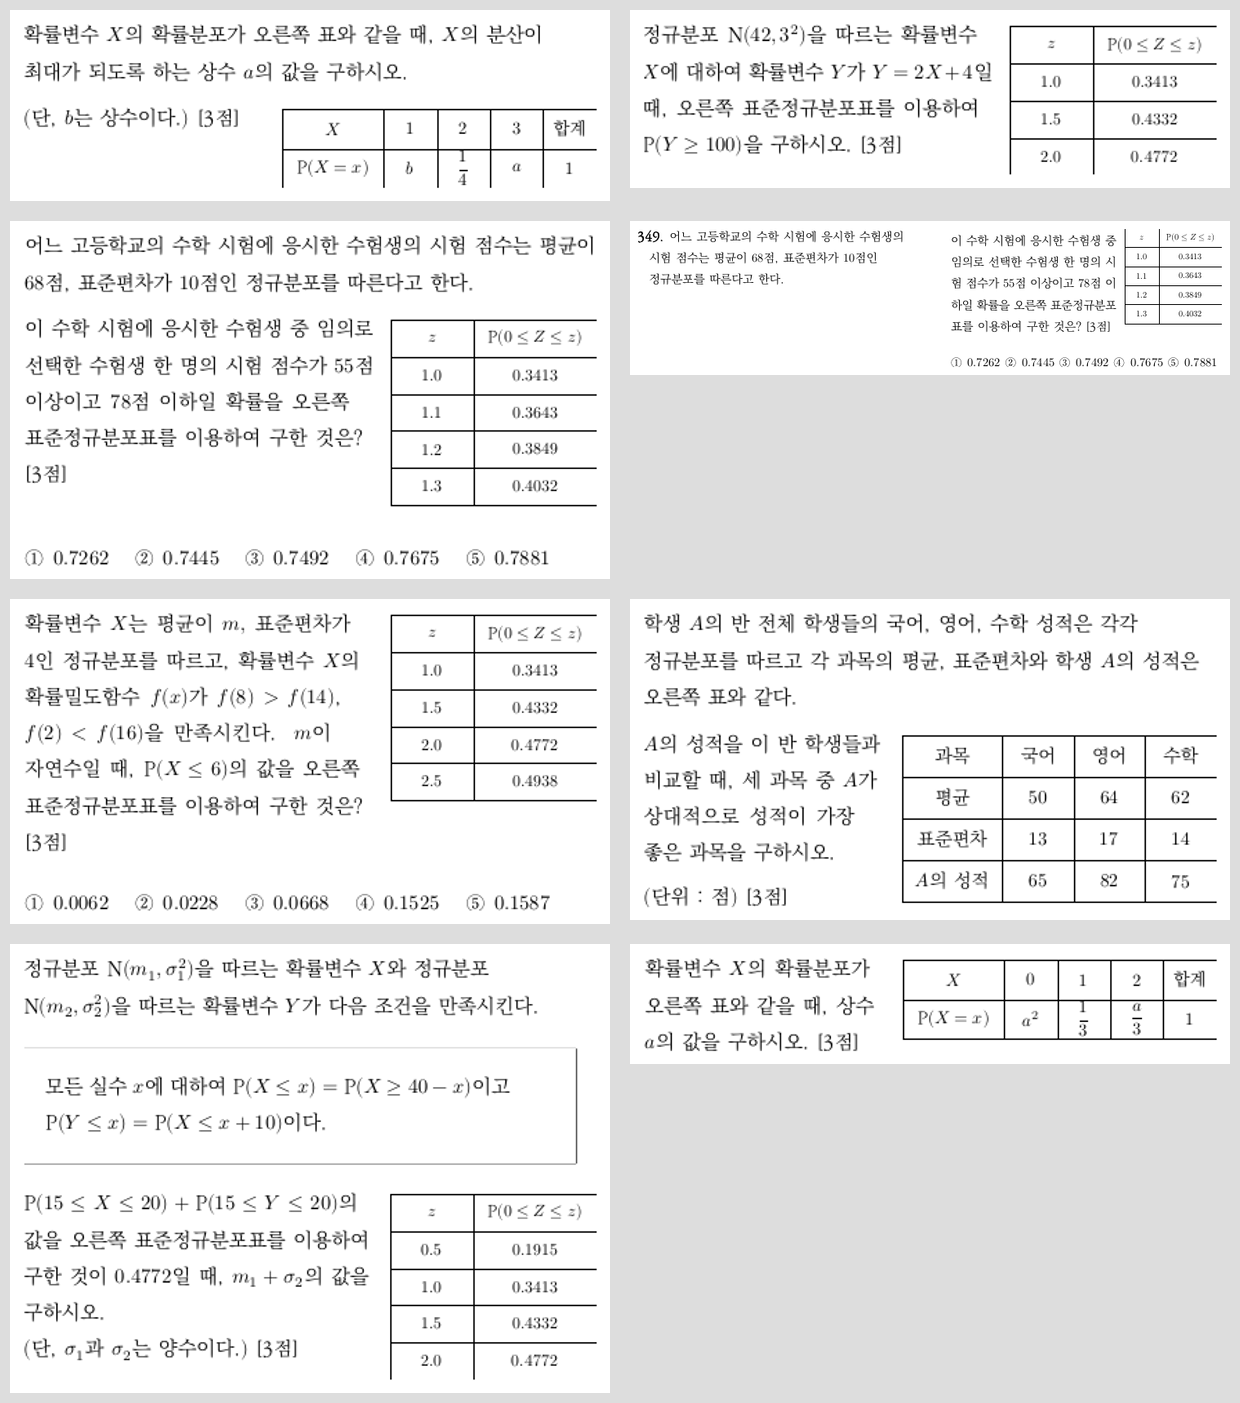 확률변수 X의 확률분포가 오른쪽 표와 같을 때, X의 분산이
최대가 되도록 하는 상수 a의 값을 구하시오.
(단, b는 상수이다.) [3점]
X 1 2 3 합계
P(X = x) b 1/4 a 1
정규분포 N(42, 3²)을 따르는 확률변수
X에 대하여 확률변수 Y가 Y = 2X+4일
때, 오른쪽 표준정규분포표를 이용하여
P(Y ≥ 100)을 구하시오. [3점]
z P(0 ≤ Z ≤ z)
1.0 0.3413
1.5 0.4332
2.0 0.4772
어느 고등학교의 수학 시험에 응시한 수험생의 시험 점수는 평균이
68점, 표준편차가 10점인 정규분포를 따른다고 한다.
이 수학 시험에 응시한 수험생 중 임의로
선택한 수험생 한 명의 시험 점수가 55점
이상이고 78점 이하일 확률을 오른쪽
표준정규분포표를 이용하여 구한 것은?
[3점]
z P(0 ≤ Z ≤ z)
1.0 0.3413
1.1 0.3643
1.2 0.3849
1.3 0.4032
① 0.7262 ② 0.7445 ③ 0.7492 ④ 0.7675 ⑤ 0.7881
349. 어느 고등학교의 수학 시험에 응시한 수험생의
시험 점수는 평균이 68점, 표준편차가 10점인
정규분포를 따른다고 한다.
이 수학 시험에 응시한 수험생 중
임의로 선택한 수험생 한 명의 시
험 점수가 55점 이상이고 78점 이
하일 확률을 오른쪽 표준정규분포
표를 이용하여 구한 것은? [3점]
z P(0 ≤ Z ≤ z)
1.0 0.3413
1.1 0.3643
1.2 0.3849
1.3 0.4032
① 0.7262 ② 0.7445 ③ 0.7492 ④ 0.7675 ⑤ 0.7881
확률변수 X는 평균이 m, 표준편차가
4인 정규분포를 따르고, 확률변수 X의
확률밀도함수 f(x)가 f(8) > f(14),
f(2) < f(16)을 만족시킨다. m이
자연수일 때, P(X ≤ 6)의 값을 오른쪽
표준정규분포표를 이용하여 구한 것은?
[3점]
z P(0 ≤ Z ≤ z)
1.0 0.3413
1.5 0.4332
2.0 0.4772
2.5 0.4938
① 0.0062 ② 0.0228 ③ 0.0668 ④ 0.1525 ⑤ 0.1587
학생 A의 반 전체 학생들의 국어, 영어, 수학 성적은 각각
정규분포를 따르고 각 과목의 평균, 표준편차와 학생 A의 성적은
오른쪽 표와 같다.
A의 성적을 이 반 학생들과
비교할 때, 세 과목 중 A가
상대적으로 성적이 가장
좋은 과목을 구하시오.
(단위 : 점) [3점]
과목 국어 영어 수학
평균 50 64 62
표준편차 13 17 14
A의 성적 65 82 75
정규분포 N(m₁, σ₁²)을 따르는 확률변수 X와 정규분포
N(m₂, σ₂²)을 따르는 확률변수 Y가 다음 조건을 만족시킨다.
모든 실수 x에 대하여 P(X ≤ x) = P(X ≥ 40 − x)이고
P(Y ≤ x) = P(X ≤ x + 10)이다.
P(15 ≤ X ≤ 20) + P(15 ≤ Y ≤ 20)의
값을 오른쪽 표준정규분포표를 이용하여
구한 것이 0.4772일 때, m₁ + σ₂의 값을
구하시오.
(단, σ₁과 σ₂는 양수이다.) [3점]
z P(0 ≤ Z ≤ z)
0.5 0.1915
1.0 0.3413
1.5 0.4332
2.0 0.4772
확률변수 X의 확률분포가
오른쪽 표와 같을 때, 상수
a의 값을 구하시오. [3점]
X 0 1 2 합계
P(X = x) a² 1/3 a/3 1